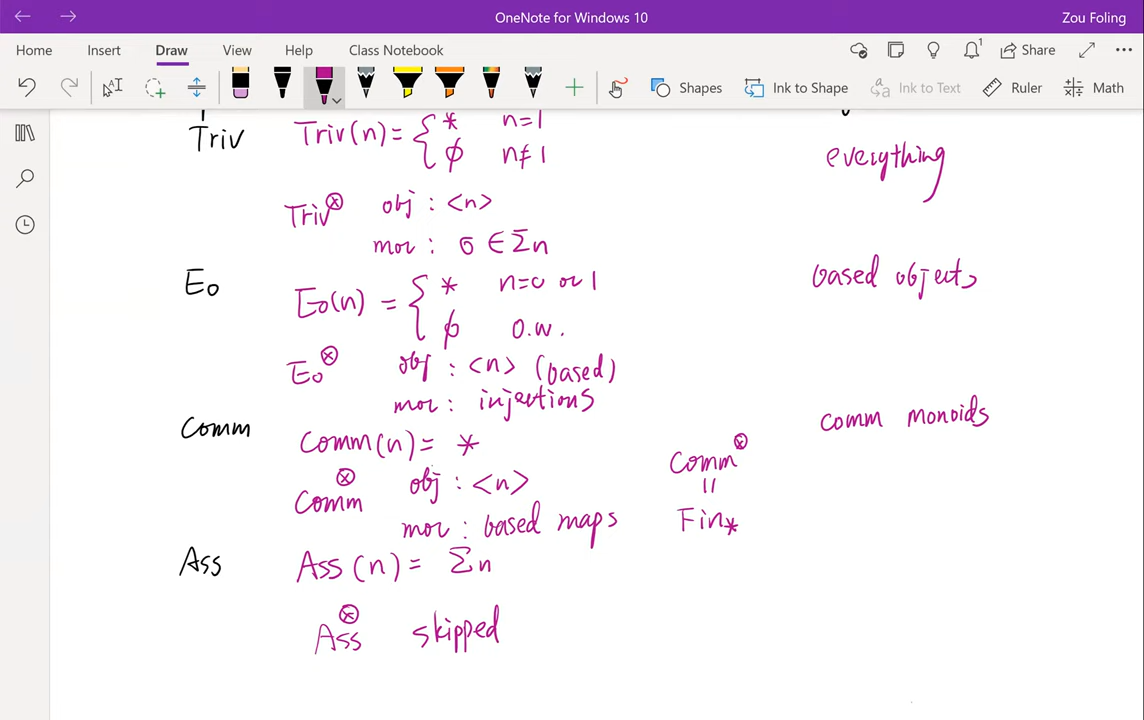 OneNote for Windows 10
Zou Foling
Home Insert Draw View Help Class Notebook
1
Share
Shapes Ink to Shape Ink to Text Ruler Math
Triv Triv(n) = { * n=1
ϕ n≠1
everything
Triv^⊗ obj : <n>
mor : σ ∈ Σn
E0 E0(n) = { * n=0 or 1
ϕ o.w.
based objects
E0^⊗ obj : <n> (based)
mor : injections
Comm Comm(n) = *
comm monoids
Comm^⊗ obj : <n>
mor : based maps
Comm^⊗
=
Fin*
Ass Ass(n) = Σn
Ass^⊗ skipped